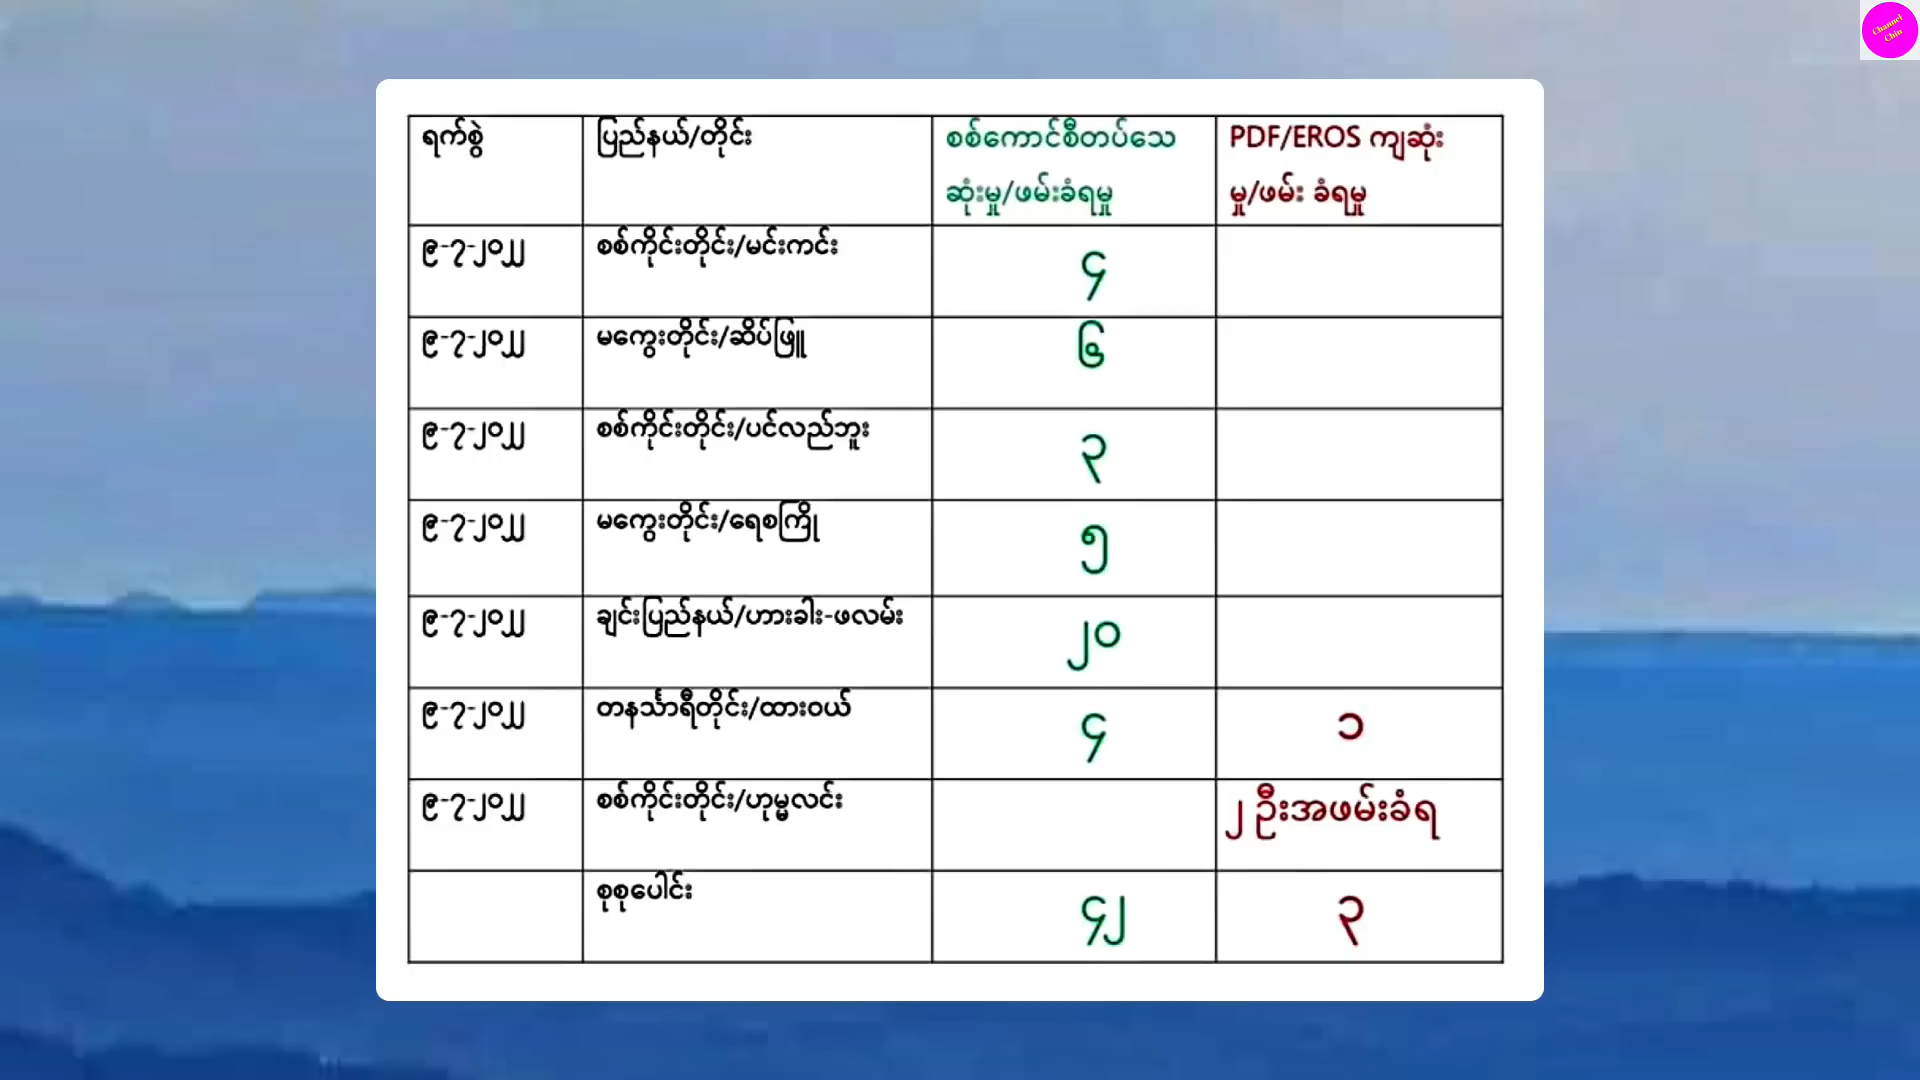 Channel
Chin
ရက်စွဲ ပြည်နယ်/တိုင်း စစ်ကောင်စီတပ်သေ PDF/EROS ကျဆုံး
ဆုံးမှု/ဖမ်းခံရမှု မှု/ဖမ်း ခံရမှု
၉-၇-၂၀၂၂ စစ်ကိုင်းတိုင်း/မင်းကင်း ၄
၉-၇-၂၀၂၂ မကွေးတိုင်း/ဆိပ်ဖြူ ၆
၉-၇-၂၀၂၂ စစ်ကိုင်းတိုင်း/ပင်လည်ဘူး ၃
၉-၇-၂၀၂၂ မကွေးတိုင်း/ရေစကြို ၅
၉-၇-၂၀၂၂ ချင်းပြည်နယ်/ဟားခါး-ဖလမ်း ၂၀
၉-၇-၂၀၂၂ တနင်္သာရီတိုင်း/ထားဝယ် ၄ ၁
၉-၇-၂၀၂၂ စစ်ကိုင်းတိုင်း/ဟုမ္မလင်း ၂ ဦးအဖမ်းခံရ
စုစုပေါင်း ၄၂ ၃